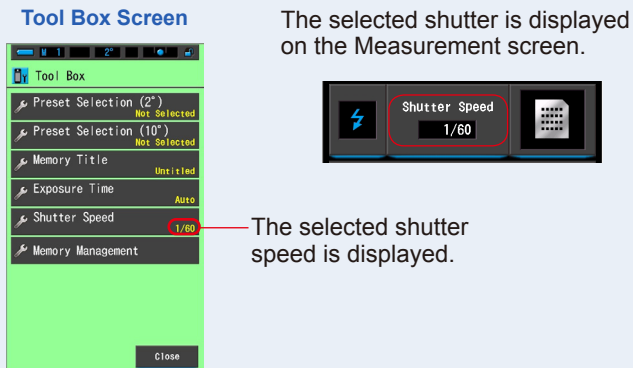 Tool Box Screen
M 1
2°
Tool Box
Preset Selection (2°)
Not Selected
Preset Selection (10°)
Not Selected
Memory Title
Untitled
Exposure Time
Auto
Shutter Speed
1/60
Memory Management
Close
The selected shutter is displayed
on the Measurement screen.
Shutter Speed
1/60
The selected shutter
speed is displayed.